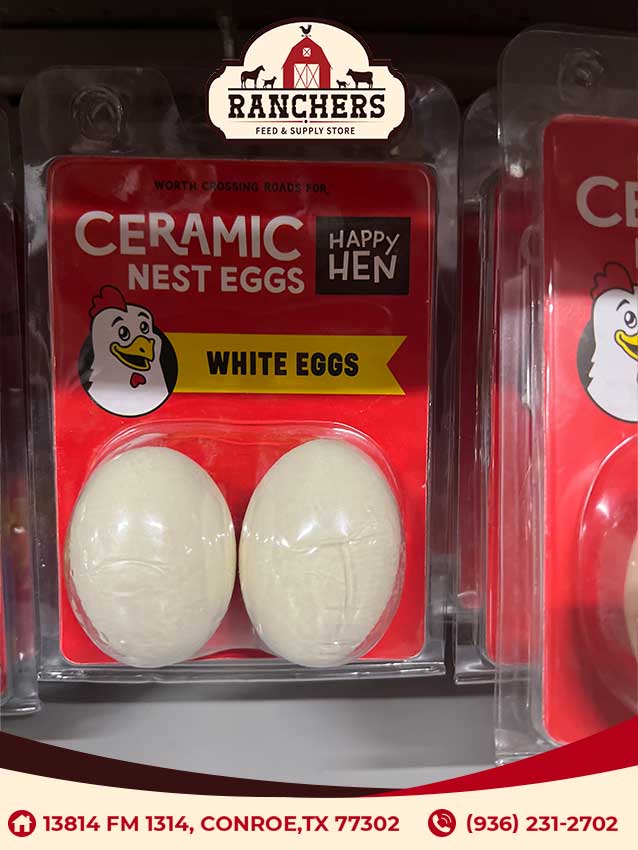 RANCHERS
FEED & SUPPLY STORE
WORTH CROSSING ROADS FOR
CERAMIC
NEST EGGS
HAPPY
HEN
WHITE EGGS
CE
13814 FM 1314, CONROE,TX 77302
(936) 231-2702